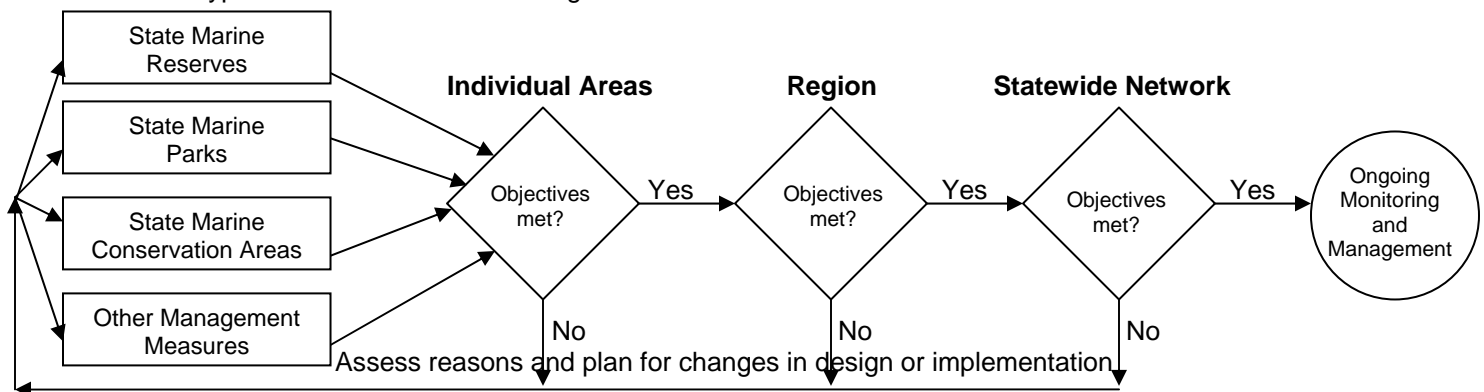 State Marine
Reserves
State Marine
Parks
State Marine
Conservation Areas
Other Management
Measures
Individual Areas
Objectives
met?
Yes
No
Region
Objectives
met?
Yes
No
Statewide Network
Objectives
met?
Yes
No
Ongoing
Monitoring
and
Management
Assess reasons and plan for changes in design or implementation